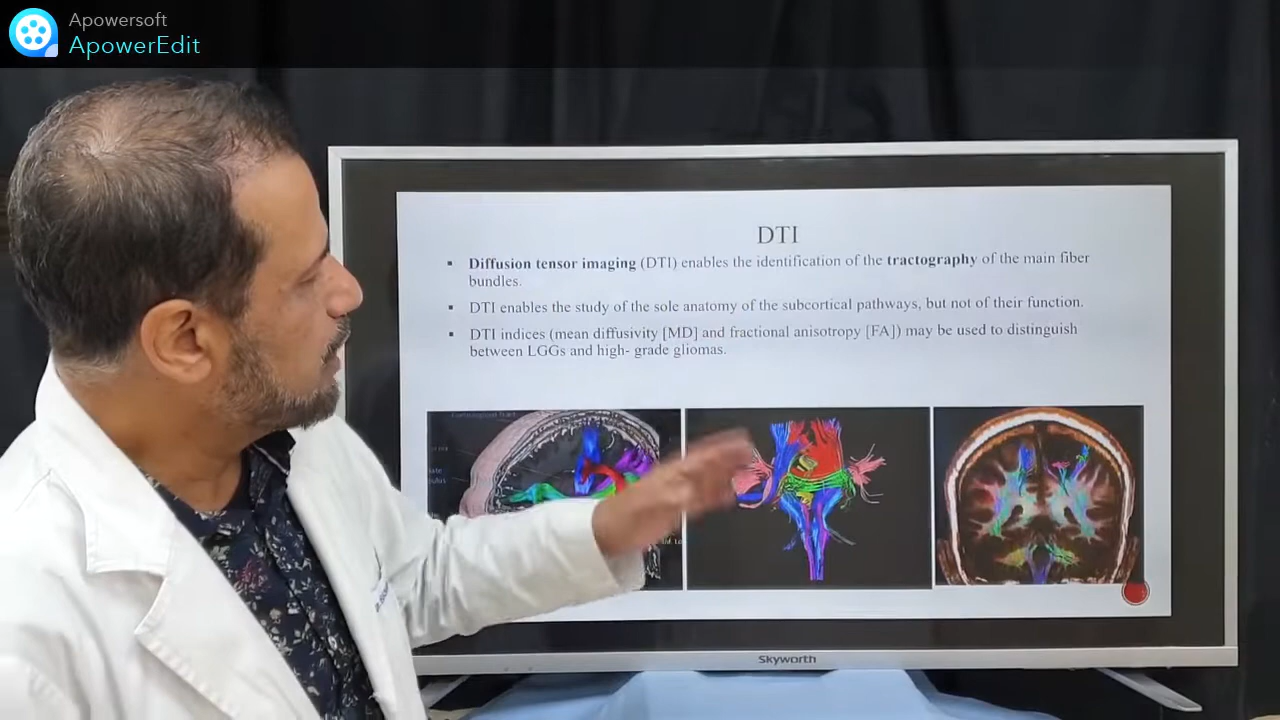 Apowersoft
ApowerEdit
DTI
▪ Diffusion tensor imaging (DTI) enables the identification of the tractography of the main fiber
bundles.
▪ DTI enables the study of the sole anatomy of the subcortical pathways, but not of their function.
▪ DTI indices (mean diffusivity [MD] and fractional anisotropy [FA]) may be used to distinguish
between LGGs and high- grade gliomas.
Skyworth